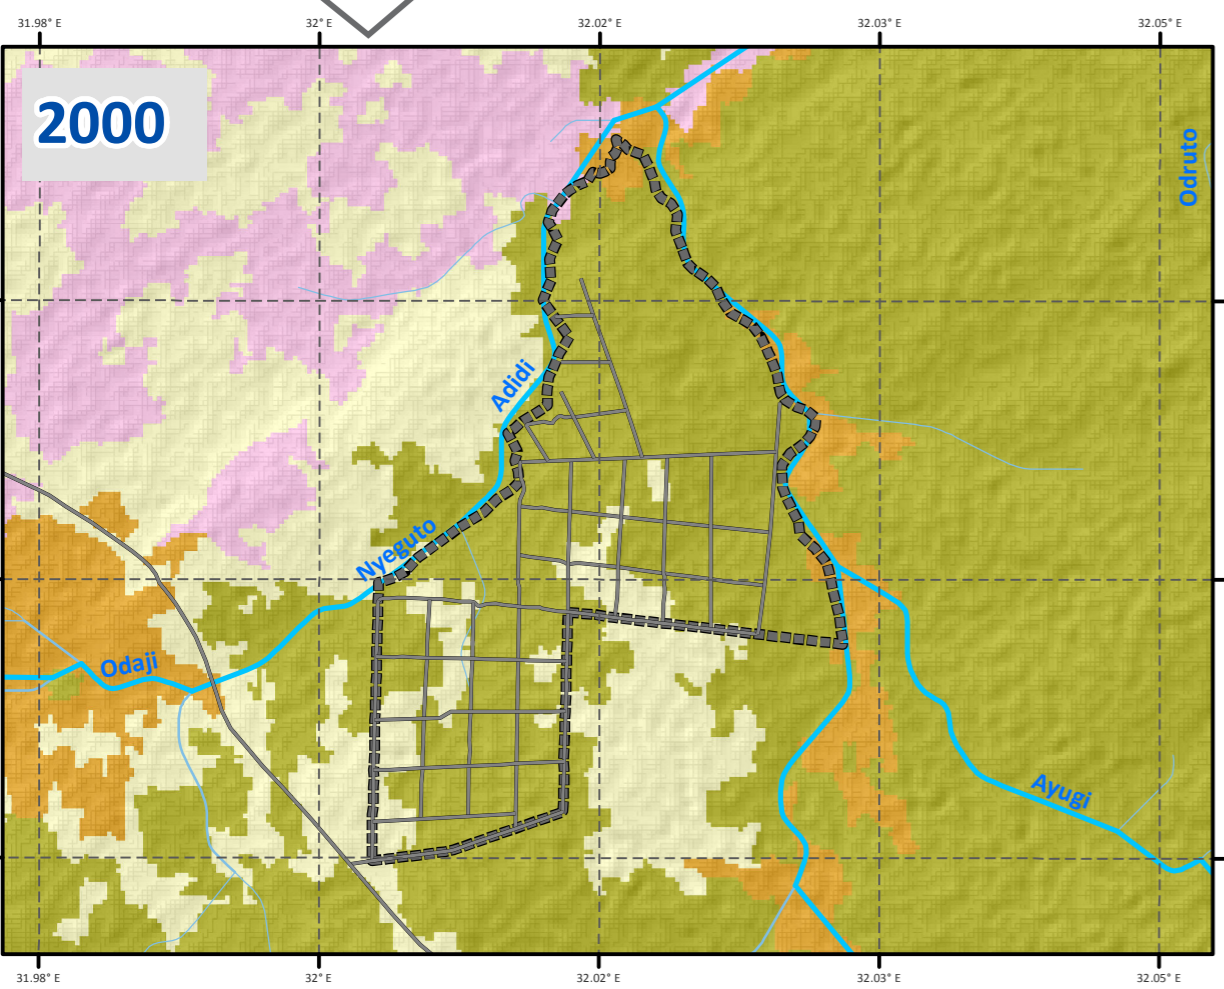 31.98° E
32° E
32.02° E
32.03° E
32.05° E
2000
Odruto
Adidi
Nyeguto
Odaji
Ayugi
31.98° E
32° E
32.02° E
32.03° E
32.05° E